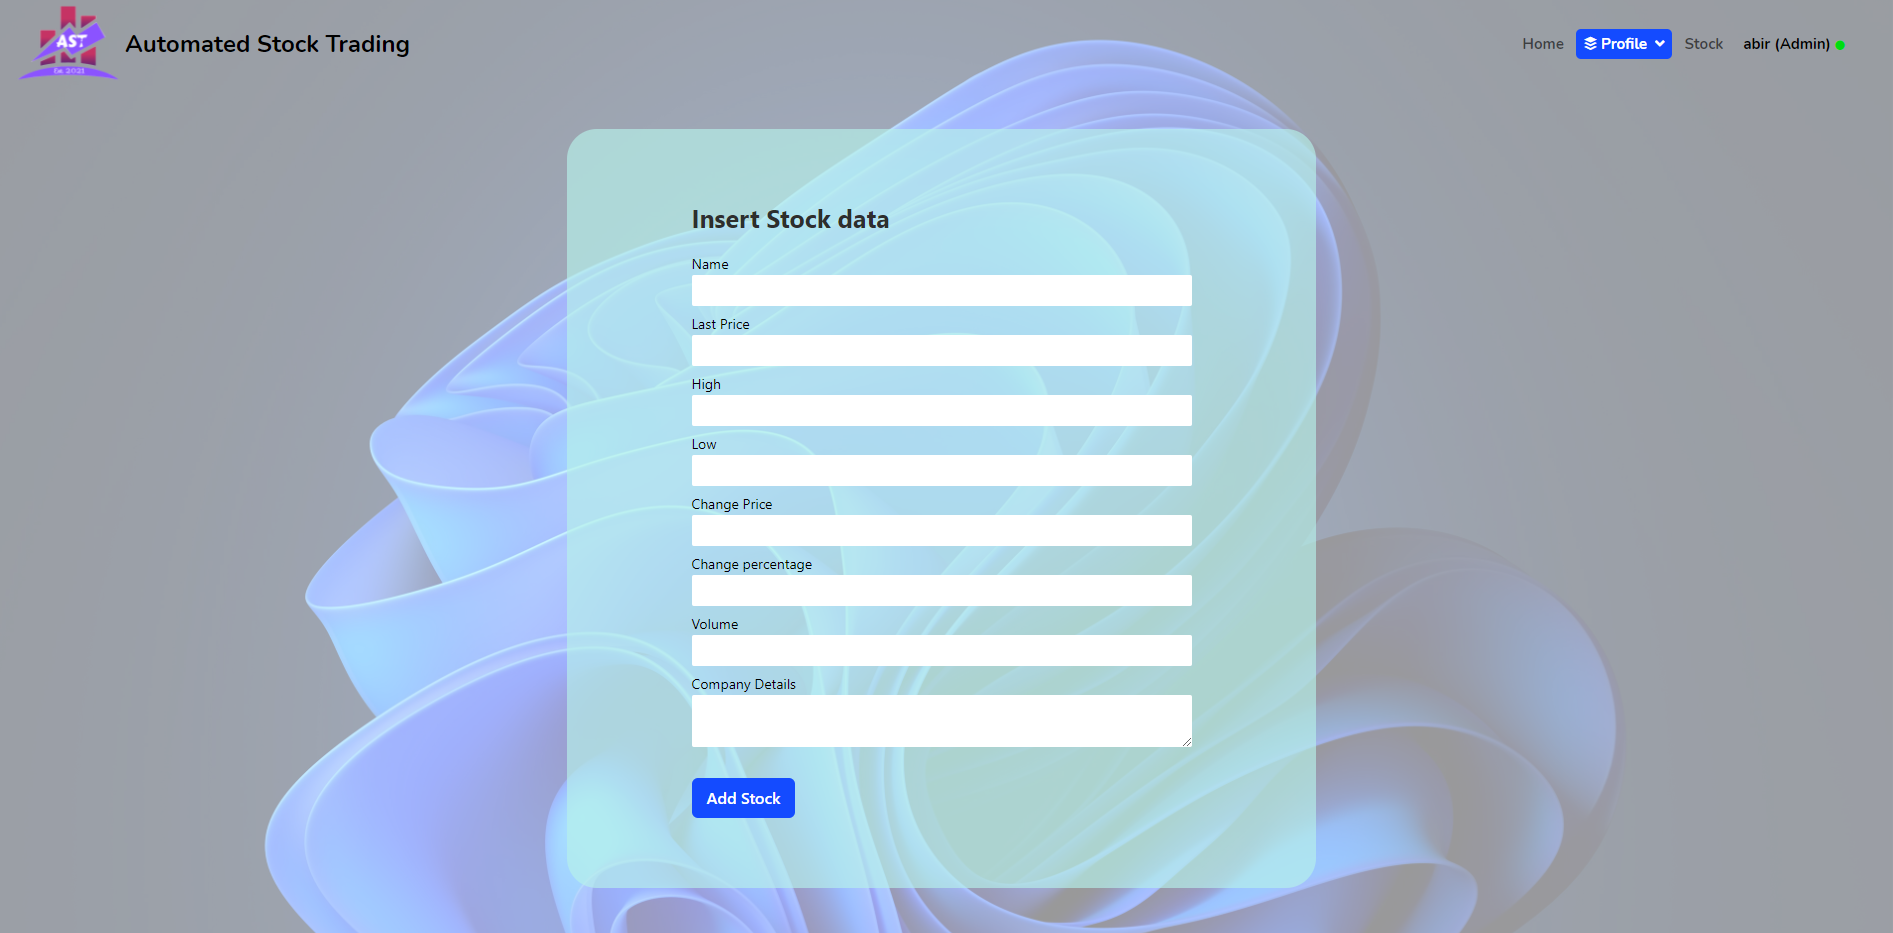 AST
Est. 2021
Automated Stock Trading
Home
Profile
Stock
abir (Admin)
Insert Stock data
Name
Last Price
High
Low
Change Price
Change percentage
Volume
Company Details
Add Stock